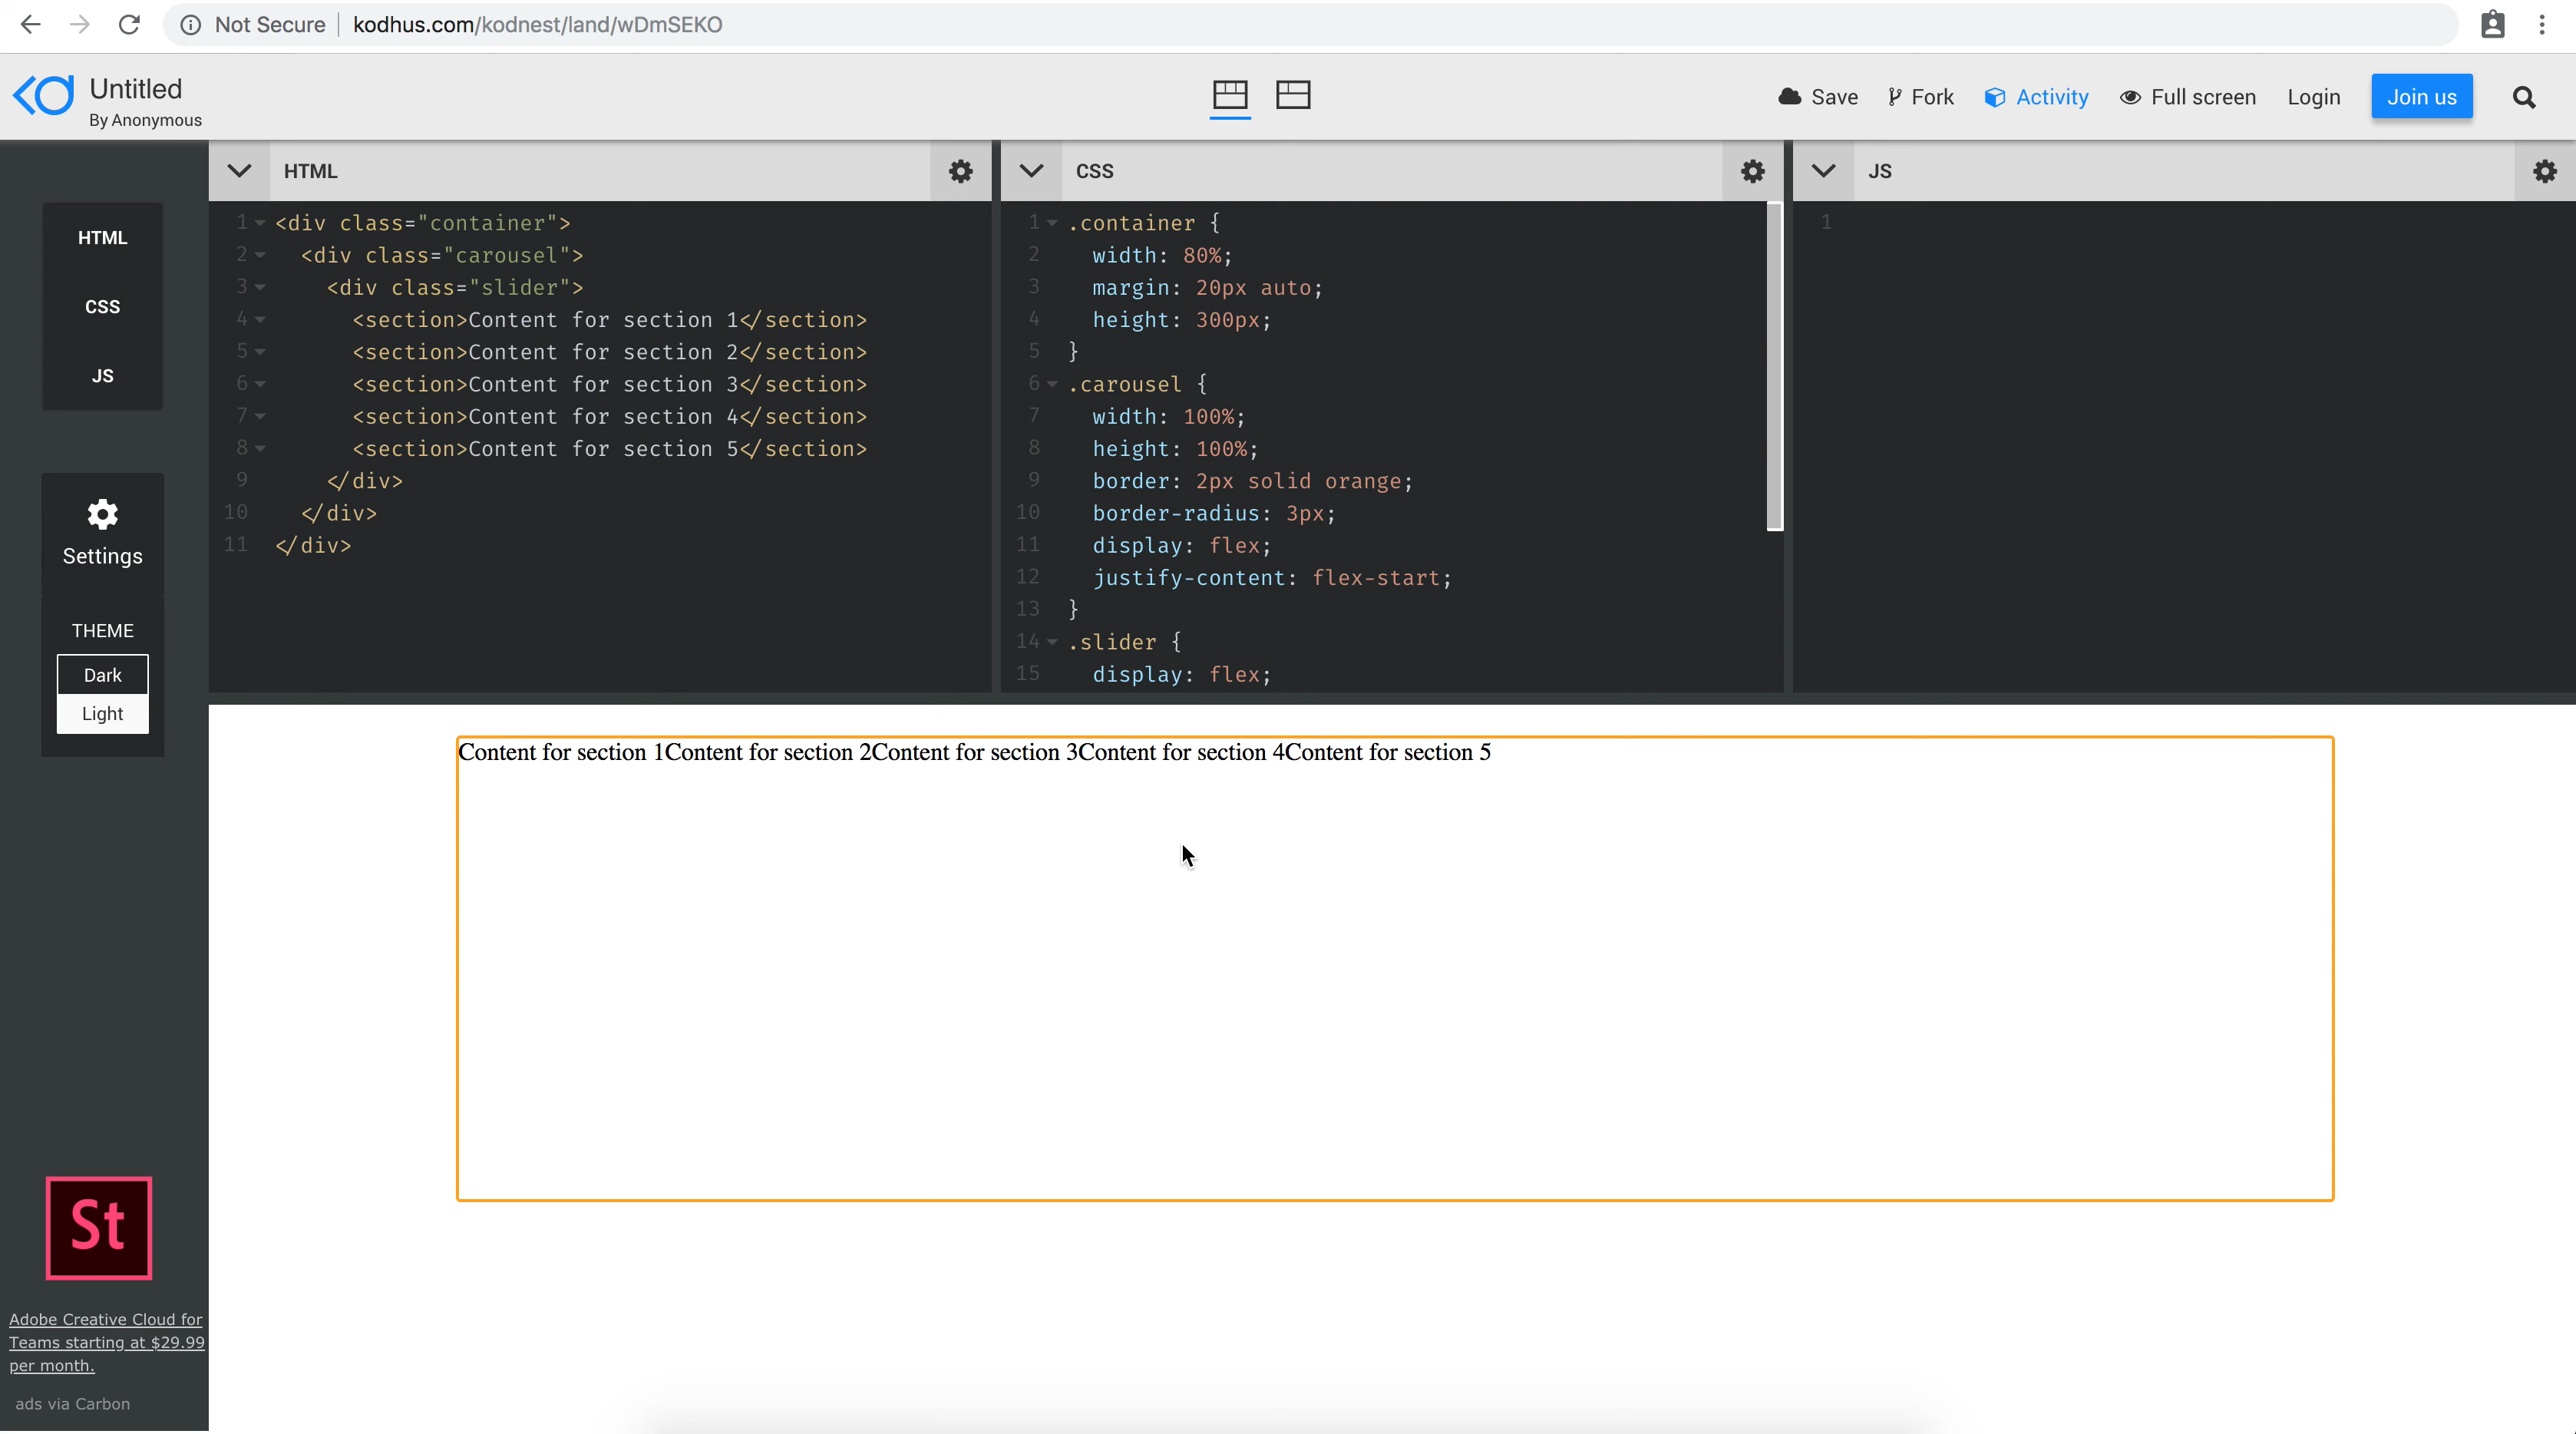 Not Secure | kodhus.com/kodnest/land/wDmSEKO
Untitled
By Anonymous
Save
Fork
Activity
Full screen
Login
Join us
HTML
CSS
JS
HTML
CSS
JS
Settings
THEME
Dark
Light
1 <div class="container">
2 <div class="carousel">
3 <div class="slider">
4 <section>Content for section 1</section>
5 <section>Content for section 2</section>
6 <section>Content for section 3</section>
7 <section>Content for section 4</section>
8 <section>Content for section 5</section>
9 </div>
10 </div>
11 </div>
1 .container {
2 width: 80%;
3 margin: 20px auto;
4 height: 300px;
5 }
6 .carousel {
7 width: 100%;
8 height: 100%;
9 border: 2px solid orange;
10 border-radius: 3px;
11 display: flex;
12 justify-content: flex-start;
13 }
14 .slider {
15 display: flex;
1
Content for section 1Content for section 2Content for section 3Content for section 4Content for section 5
St
Adobe Creative Cloud for
Teams starting at $29.99
per month.
ads via Carbon